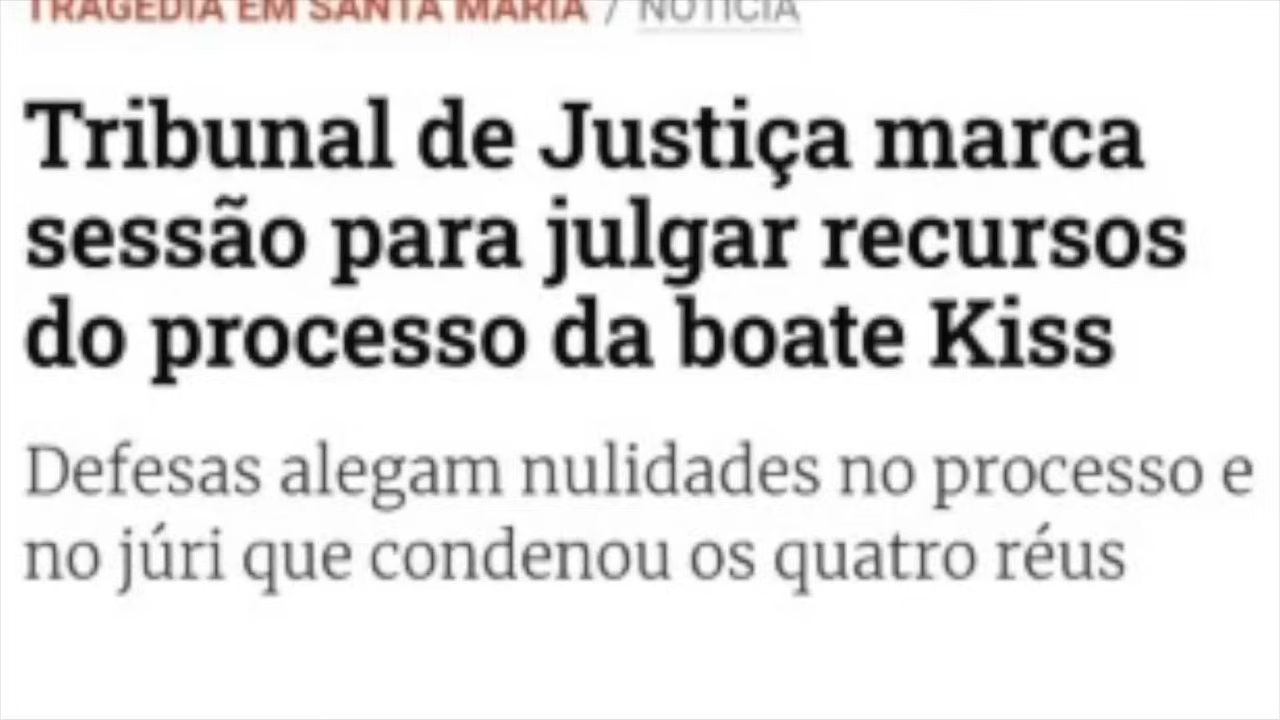 TRAGÉDIA EM SANTA MARIA / NOTÍCIA
Tribunal de Justiça marca
sessão para julgar recursos
do processo da boate Kiss
Defesas alegam nulidades no processo e
no júri que condenou os quatro réus